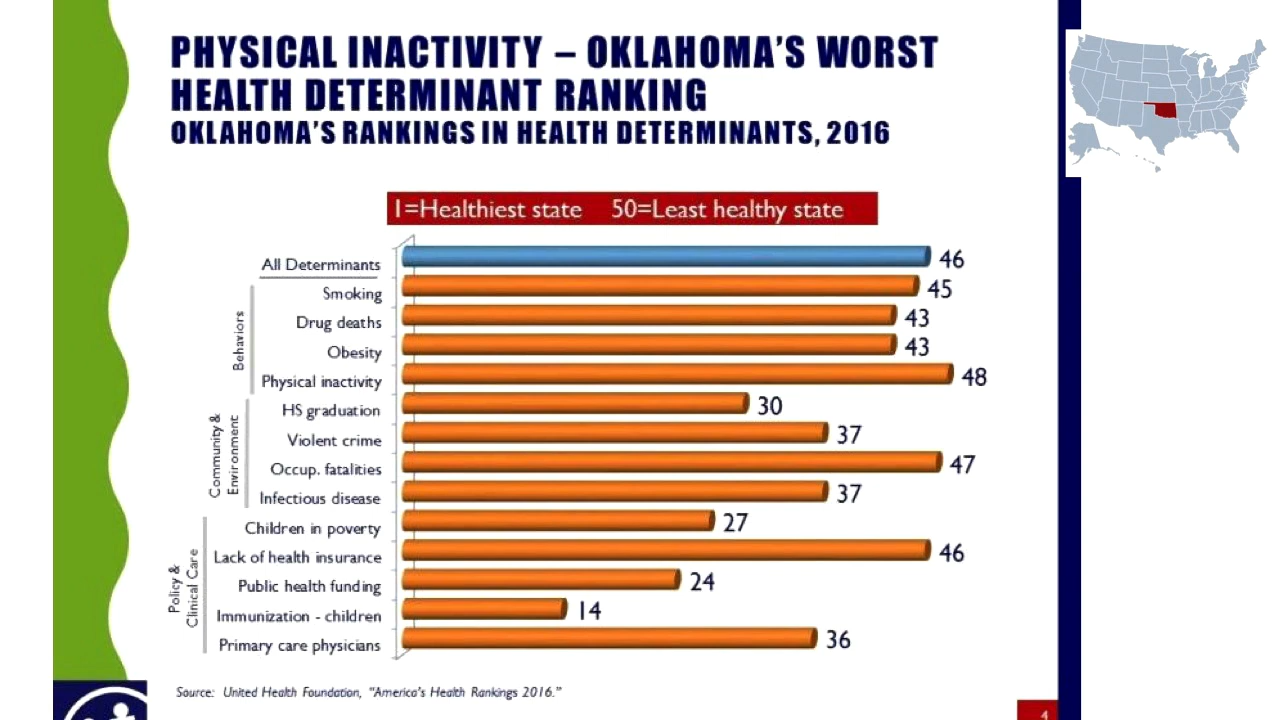 PHYSICAL INACTIVITY – OKLAHOMA'S WORST
HEALTH DETERMINANT RANKING
OKLAHOMA'S RANKINGS IN HEALTH DETERMINANTS, 2016
1=Healthiest state 50=Least healthy state
All Determinants 46
Behaviors
Smoking 45
Drug deaths 43
Obesity 43
Physical inactivity 48
Community &
Environment
HS graduation 30
Violent crime 37
Occup. fatalities 47
Infectious disease 37
Policy &
Clinical Care
Children in poverty 27
Lack of health insurance 46
Public health funding 24
Immunization - children 14
Primary care physicians 36
Source: United Health Foundation, "America's Health Rankings 2016."
4